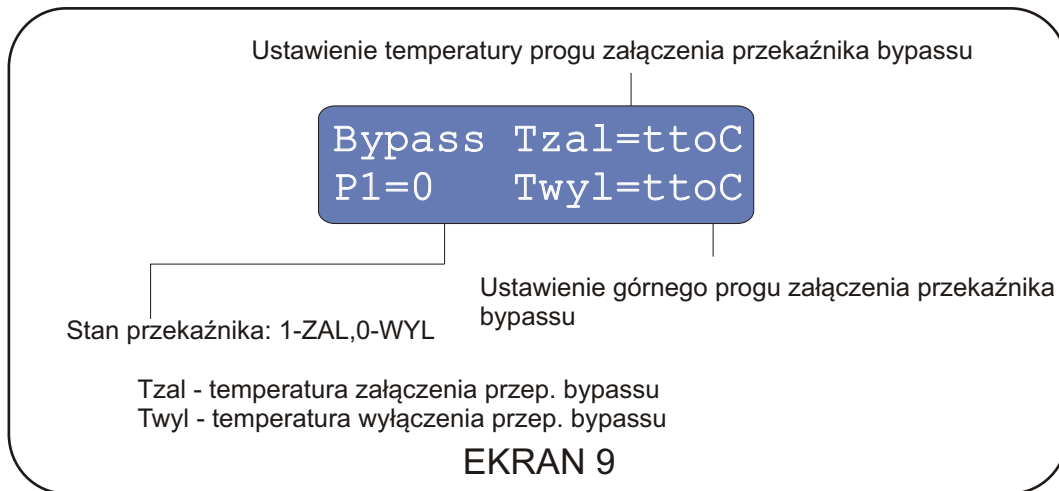 Ustawienie temperatury progu załączenia przekaźnika bypassu
Bypass Tzal=ttoC
P1=0 Twyl=ttoC
Ustawienie górnego progu załączenia przekaźnika
bypassu
Stan przekaźnika: 1-ZAL,0-WYL
Tzal - temperatura załączenia przep. bypassu
Twyl - temperatura wyłączenia przep. bypassu
EKRAN 9